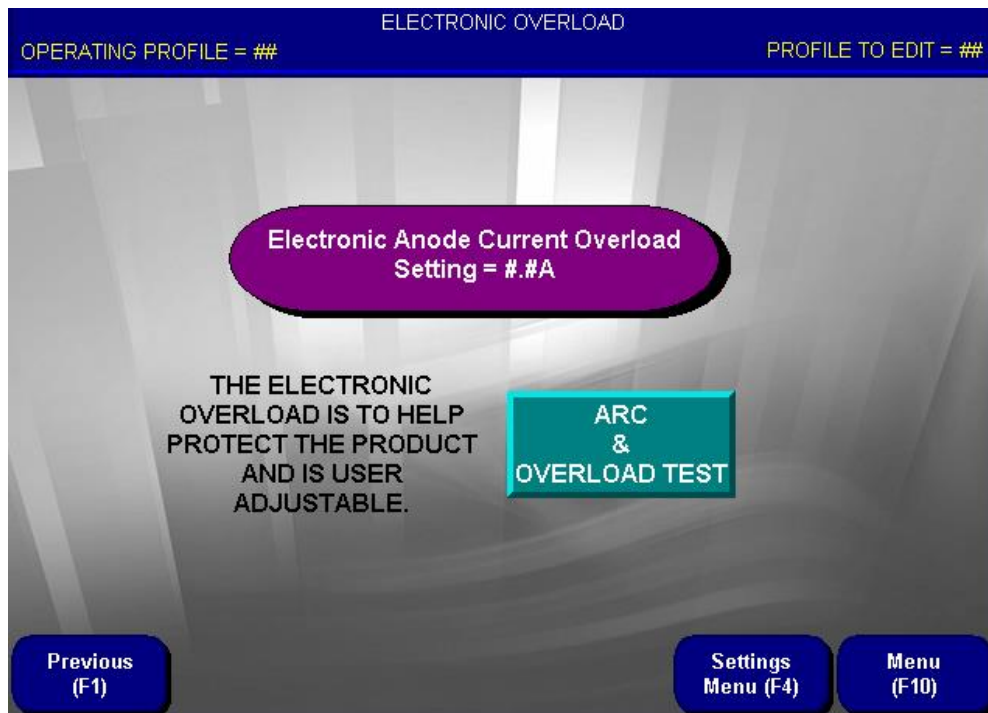 ELECTRONIC OVERLOAD
OPERATING PROFILE = ##
PROFILE TO EDIT = ##
Electronic Anode Current Overload
Setting = #.#A
THE ELECTRONIC
OVERLOAD IS TO HELP
PROTECT THE PRODUCT
AND IS USER
ADJUSTABLE.
ARC
&
OVERLOAD TEST
Previous
(F1)
Settings
Menu (F4)
Menu
(F10)